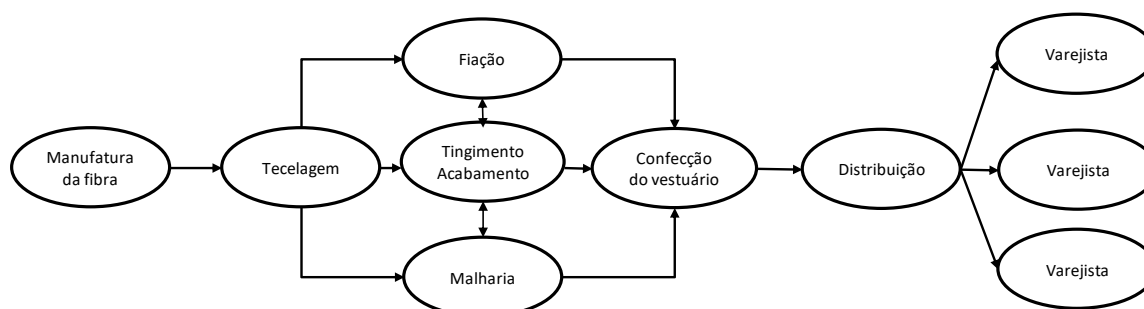 Manufatura
da fibra
Tecelagem
Fiação
Tingimento
Acabamento
Malharia
Confecção
do vestuário
Distribuição
Varejista
Varejista
Varejista